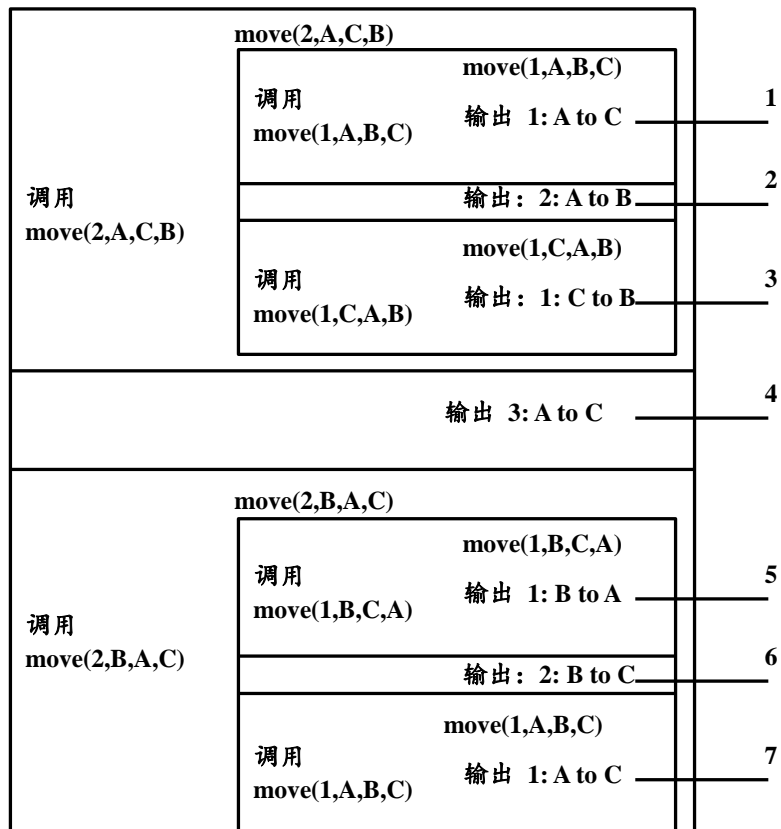 move(2,A,C,B)
move(1,A,B,C)
调用
move(1,A,B,C)
输出 1: A to C
1
调用
move(2,A,C,B)
输出：2: A to B
2
move(1,C,A,B)
调用
move(1,C,A,B)
输出：1: C to B
3
输出 3: A to C
4
move(2,B,A,C)
move(1,B,C,A)
调用
move(1,B,C,A)
输出 1: B to A
5
调用
move(2,B,A,C)
输出：2: B to C
6
move(1,A,B,C)
调用
move(1,A,B,C)
输出 1: A to C
7